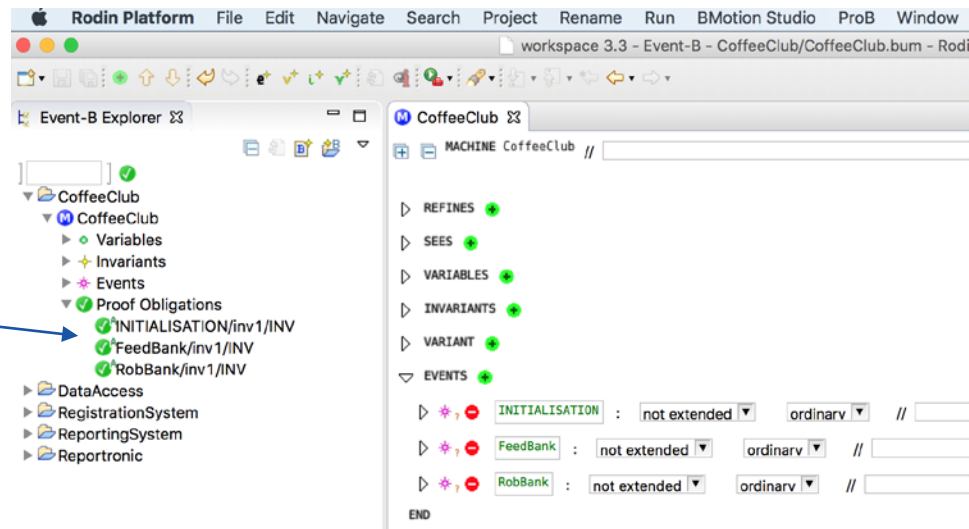 Rodin Platform File Edit Navigate Search Project Rename Run BMotion Studio ProB Window
workspace 3.3 - Event-B - CoffeeClub/CoffeeClub.bum - Rodi
Event-B Explorer
CoffeeClub
MACHINE CoffeeClub //
CoffeeClub
CoffeeClub
Variables
Invariants
Events
Proof Obligations
INITIALISATION/inv1/INV
FeedBank/inv1/INV
RobBank/inv1/INV
DataAccess
RegistrationSystem
ReportingSystem
Reportronic
REFINES
SEES
VARIABLES
INVARIANTS
VARIANT
EVENTS
INITIALISATION : not extended ordinary //
FeedBank : not extended ordinary //
RobBank : not extended ordinary //
END